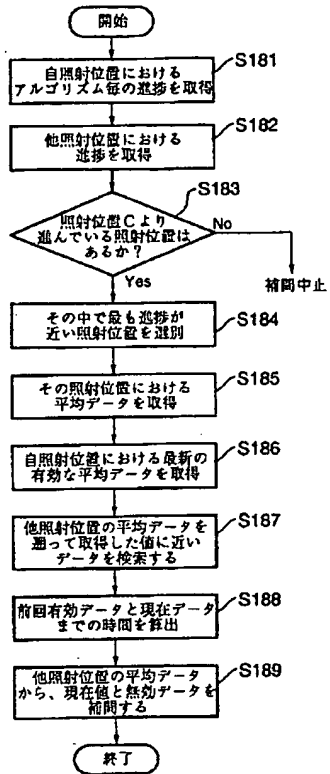 開始
自照射位置における
アルゴリズム毎の進捗を取得
S181
他照射位置における
進捗を取得
S182
照射位置Cより
進んでいる照射位置は
あるか?
S183
No
補間中止
Yes
その中で最も進捗が
近い照射位置を選別
S184
その照射位置における
平均データを取得
S185
自照射位置における最新の
有効な平均データを取得
S186
他照射位置の平均データを
遡って取得した値に近い
データを検索する
S187
前回有効データと現在データ
までの時間を算出
S188
他照射位置の平均データ
から、現在値と無効データを
補間する
S189
終了